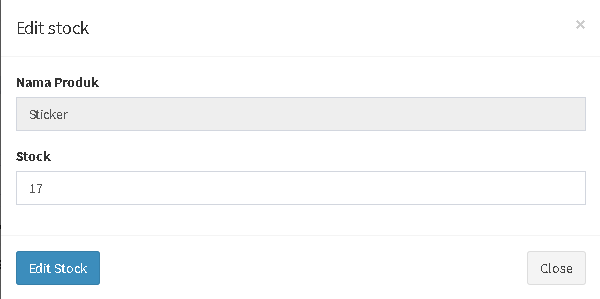 Edit stock
×
Nama Produk
Sticker
Stock
17
Edit Stock
Close